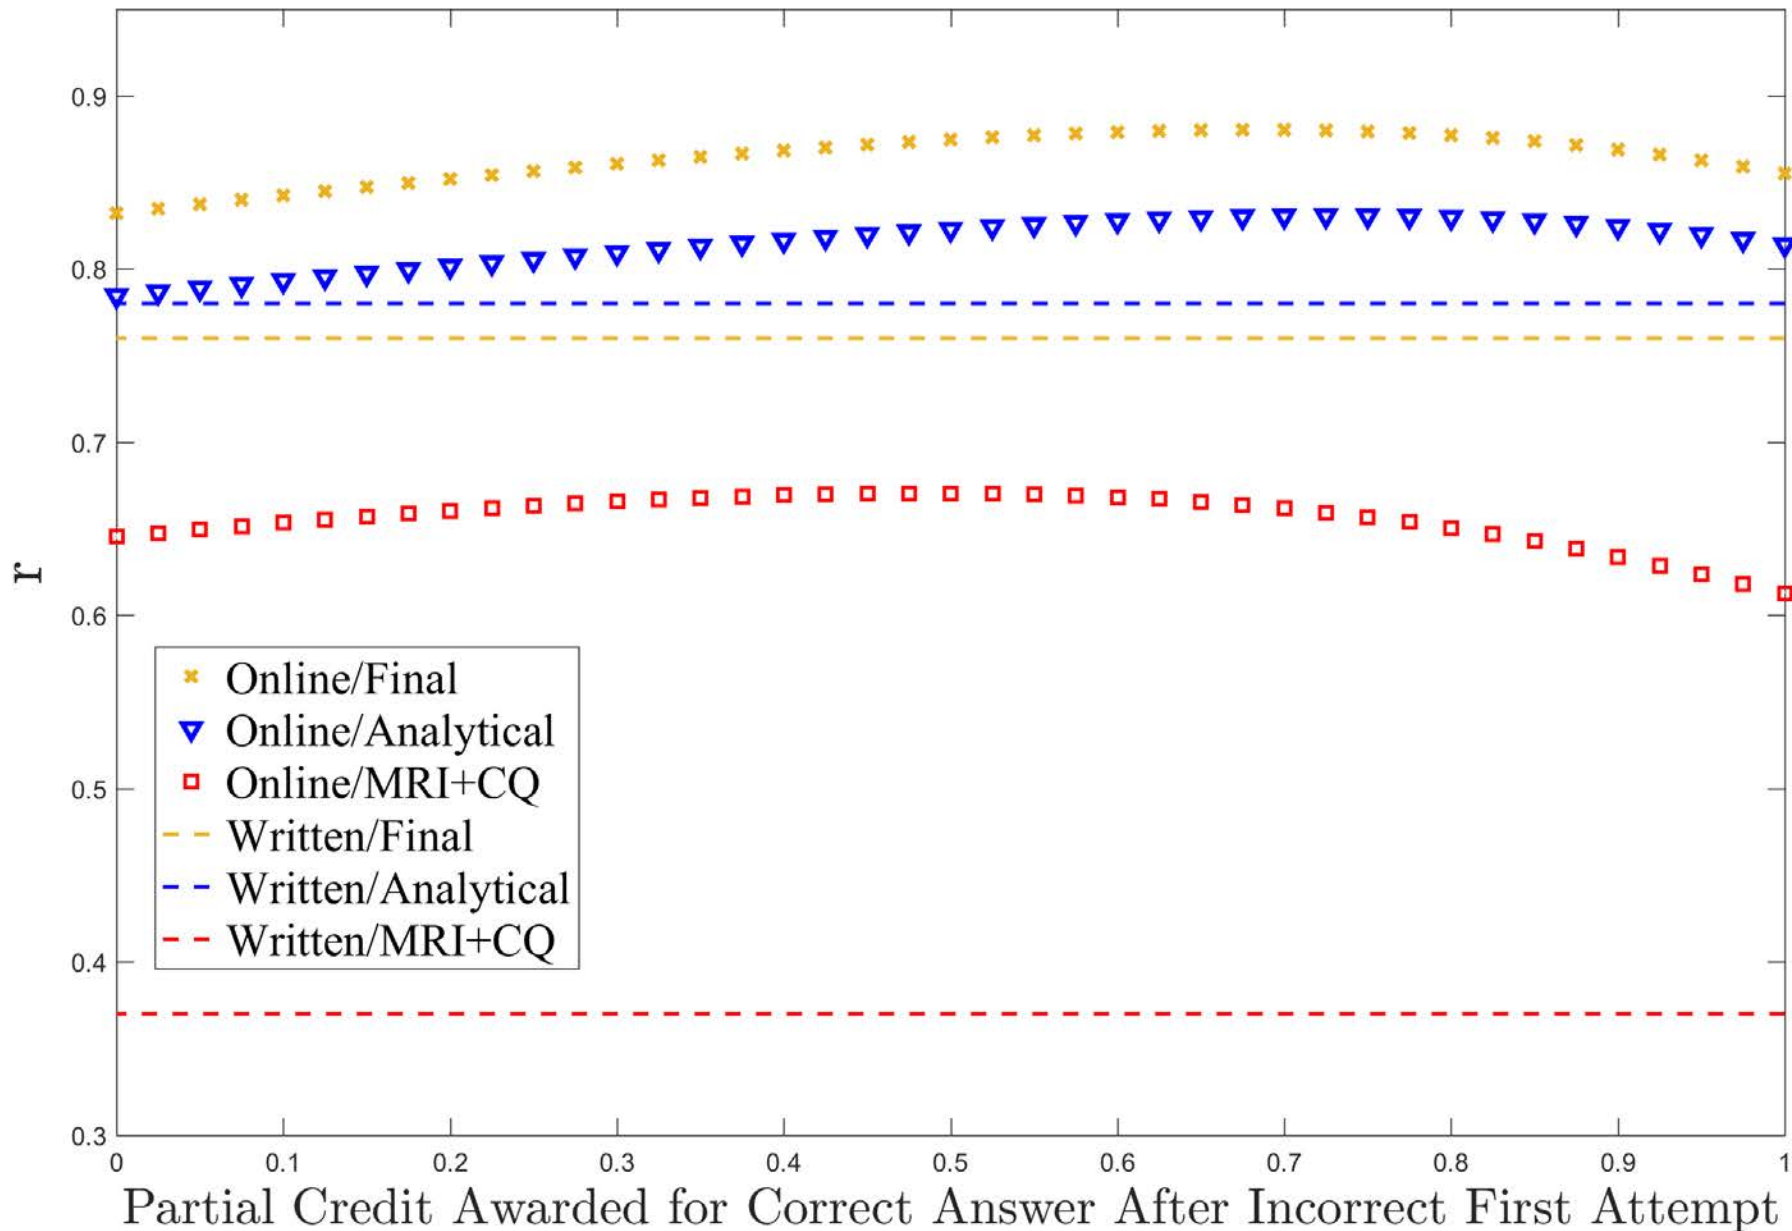 0.9
0.8
0.7
0.6
0.5
0.4
0.3
r
Online/Final
Online/Analytical
Online/MRI+CQ
Written/Final
Written/Analytical
Written/MRI+CQ
0 0.1 0.2 0.3 0.4 0.5 0.6 0.7 0.8 0.9 1
Partial Credit Awarded for Correct Answer After Incorrect First Attempt